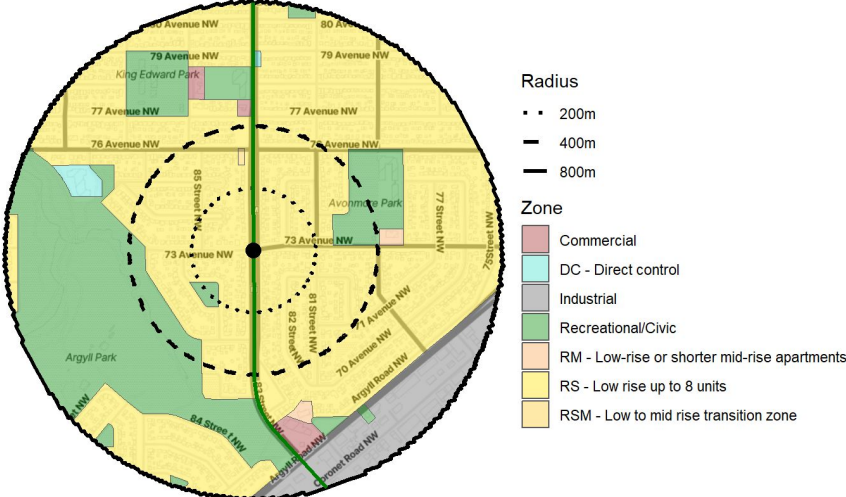 80 Avenue NW
80 Avenue NW
79 Avenue NW
79 Avenue NW
King Edward Park
77 Avenue NW
77 Avenue NW
76 Avenue NW
76 Avenue NW
85 Street NW
Avonmore Park
77 Street NW
75 Street NW
73 Avenue NW
73 Avenue NW
81 Street NW
82 Street NW
71 Avenue NW
70 Avenue NW
Argyll Park
Argyll Road NW
83 Street NW
84 Street NW
Argyll Road NW
Coronet Road NW
Radius
200m
400m
800m
Zone
Commercial
DC - Direct control
Industrial
Recreational/Civic
RM - Low-rise or shorter mid-rise apartments
RS - Low rise up to 8 units
RSM - Low to mid rise transition zone